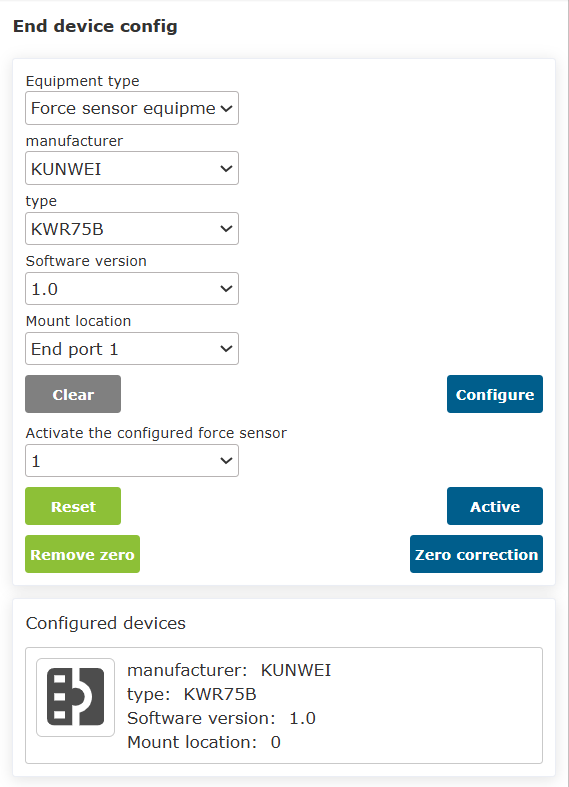 End device config
Equipment type
Force sensor equipme
manufacturer
KUNWEI
type
KWR75B
Software version
1.0
Mount location
End port 1
Clear
Configure
Activate the configured force sensor
1
Reset
Active
Remove zero
Zero correction
Configured devices
manufacturer: KUNWEI
type: KWR75B
Software version: 1.0
Mount location: 0